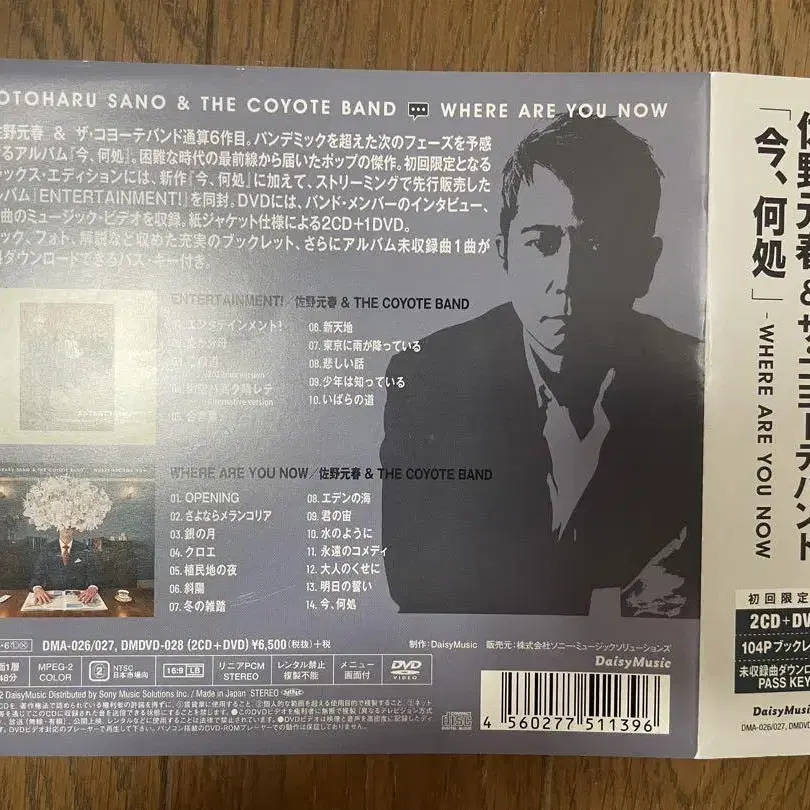 OTOHARU SANO & THE COYOTE BAND WHERE ARE YOU NOW
佐野元春 & ザ・コヨーテバンド通算6作目。パンデミックを超えた次のフェーズを予感
るアルバム『今、何処』。困難な時代の最前線から届いたポップの傑作。初回限定となる
ラックス・エディションには、新作『今、何処』に加えて、ストリーミングで先行販売した
ルバム『ENTERTAINMENT!』を同封。DVDには、バンド・メンバーのインタビュー、
曲のミュージック・ビデオを収録。紙ジャケット仕様による2CD+1DVD。
ック、フォト、解説など収めた充実のブックレット、さらにアルバム未収録曲1曲が
ダウンロードできるパス・キー付き。
ENTERTAINMENT!/佐野元春 & THE COYOTE BAND
エンタテインメント!
06. 新天地
07. 東京に雨が降っている
08. 悲しい話
09. 少年は知っている
10. いばらの道
WHERE ARE YOU NOW/佐野元春 & THE COYOTE BAND
01. OPENING
02. さよならメランコリア
03. 銀の月
04. クロエ
05. 植民地の夜
06. 斜陽
07. 冬の雑踏
08. エデンの海
09. 君の宙
10. 水のように
11. 永遠のコメディ
12. 大人のくせに
13. 明日の誓い
14. 今、何処
DMA-026/027, DMDVD-028 (2CD+DVD) ¥6,500(税抜)+税
制作:DaisyMusic 販売元:株式会社ソニー・ミュージックソリューションズ
DaisyMusic
面1層
48分
MPEG-2
COLOR
2
NTSC
日本市場向
16:9 LB
リニアPCM
STEREO
レンタル禁止
複製不能
メニュー
画面付
DVD
VIDEO
2 DaisyMusic Distributed by Sony Music Solutions Inc. / Made in Japan STEREO
4 560277 511396
佐野元春 & ザ・コヨーテバンド
「今、何処」 - WHERE ARE YOU NOW
初回限定
2CD+DV
104Pブックレ
未収録曲ダウン
PASS KEY
DaisyMusic
DMA-026/027, DMDV